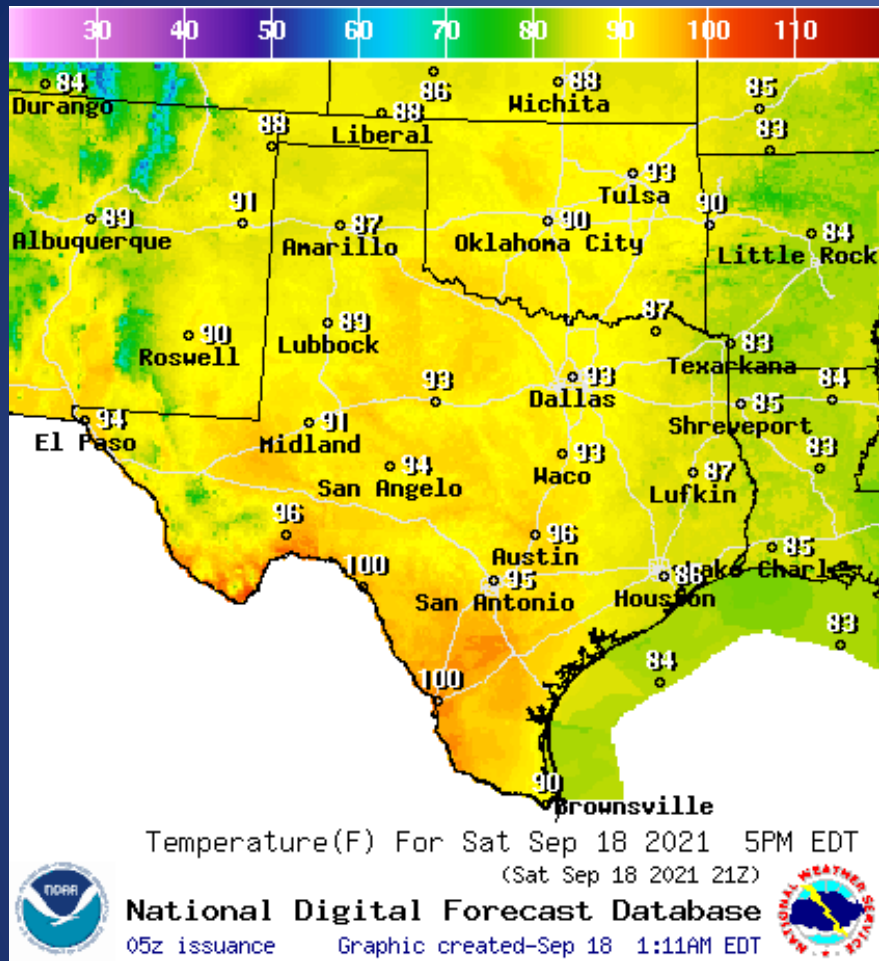 30 40 50 60 70 80 90 100 110
84
Durango
86
88
Wichita
85
88
Liberal
88
83
93
Tulsa
89
Albuquerque
91
87
Amarillo
90
Oklahoma City
90
84
Little Rock
90
Roswell
89
Lubbock
87
83
Texarkana
93
93
Dallas
85
Shreveport
84
94
El Paso
91
Midland
94
San Angelo
93
Waco
87
Lufkin
83
96
96
Austin
85
100
95
San Antonio
Houston
83
84
100
90
Brownsville
Temperature(F) For Sat Sep 18 2021 5PM EDT
(Sat Sep 18 2021 21Z)
NOAA
National Digital Forecast Database
05z issuance Graphic created-Sep 18 1:11AM EDT
NATIONAL WEATHER SERVICE